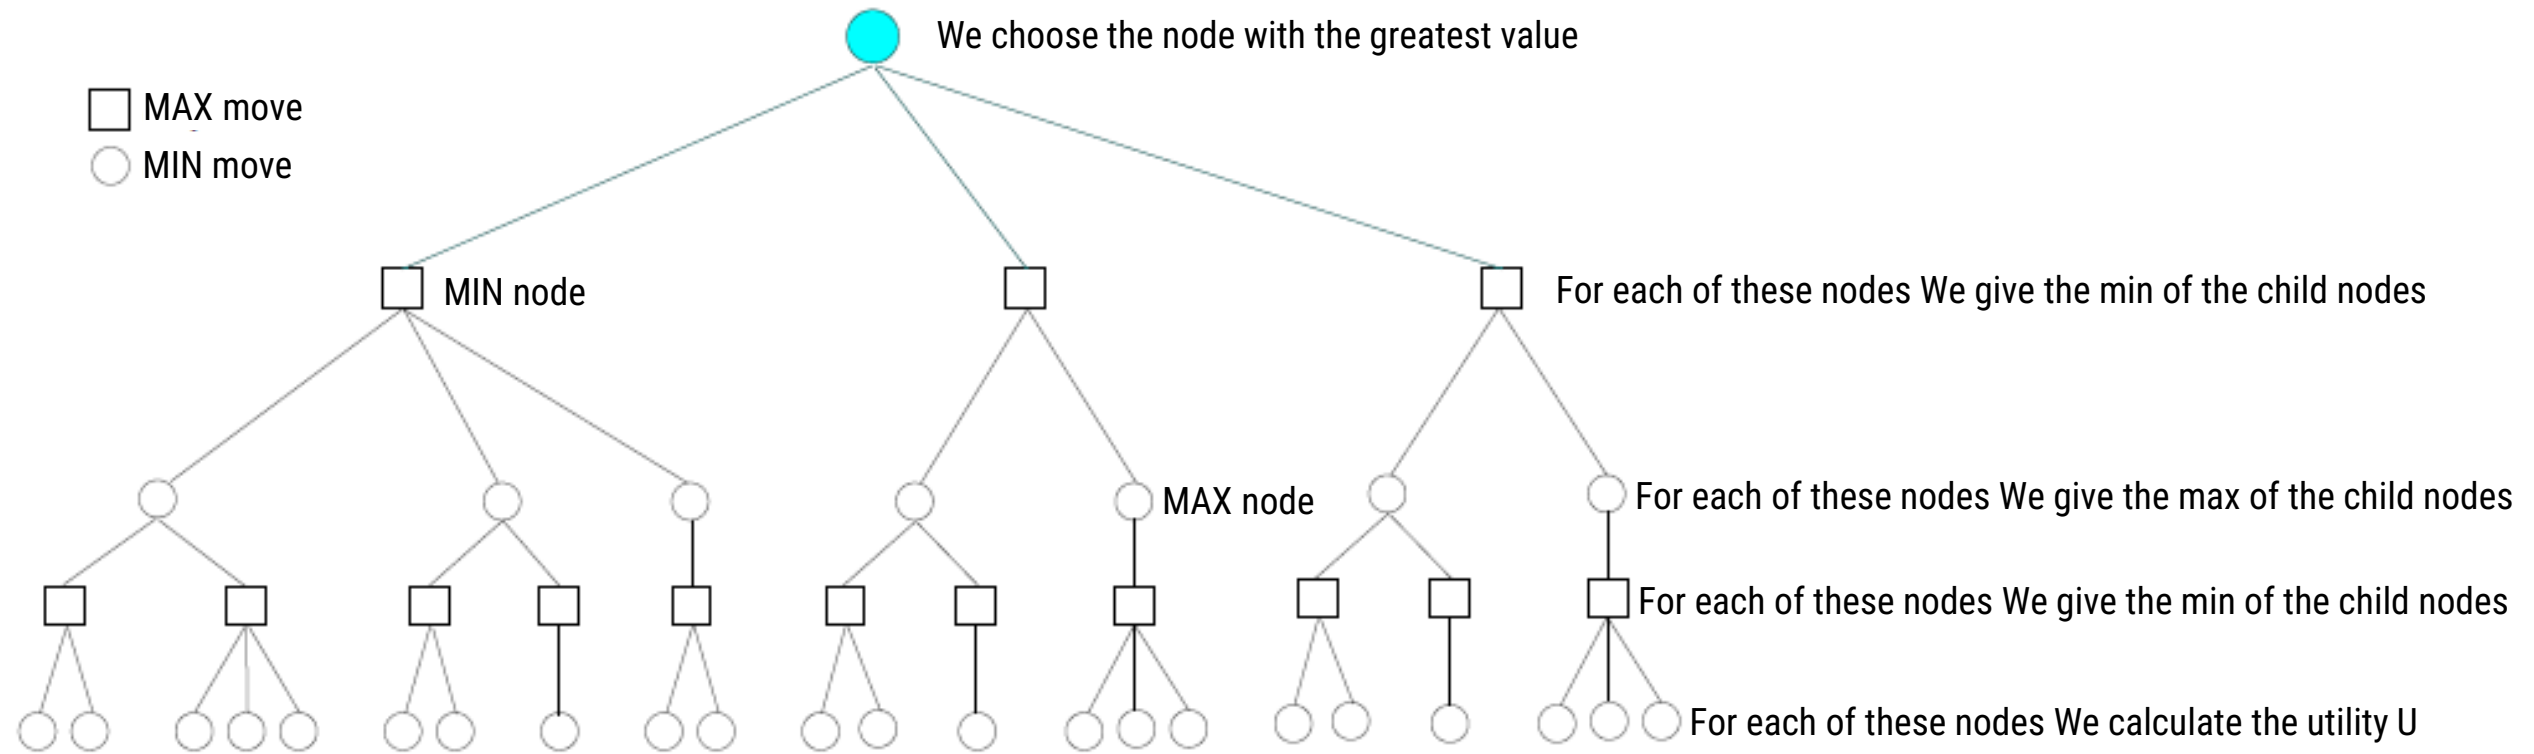 We choose the node with the greatest value
MAX move
MIN move
MIN node
For each of these nodes We give the min of the child nodes
MAX node
For each of these nodes We give the max of the child nodes
For each of these nodes We give the min of the child nodes
For each of these nodes We calculate the utility U